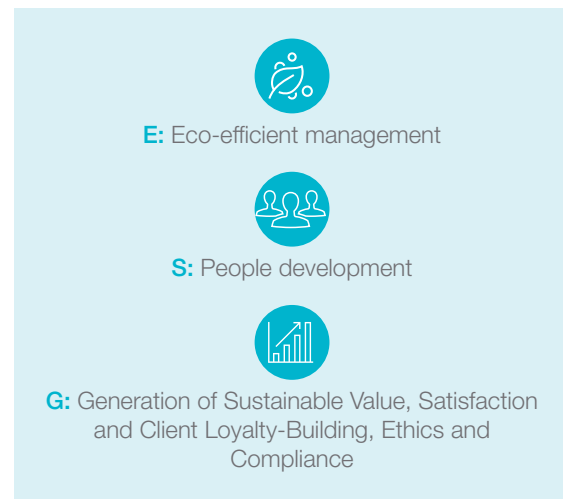 E: Eco-efficient management
S: People development
G: Generation of Sustainable Value, Satisfaction
and Client Loyalty-Building, Ethics and
Compliance